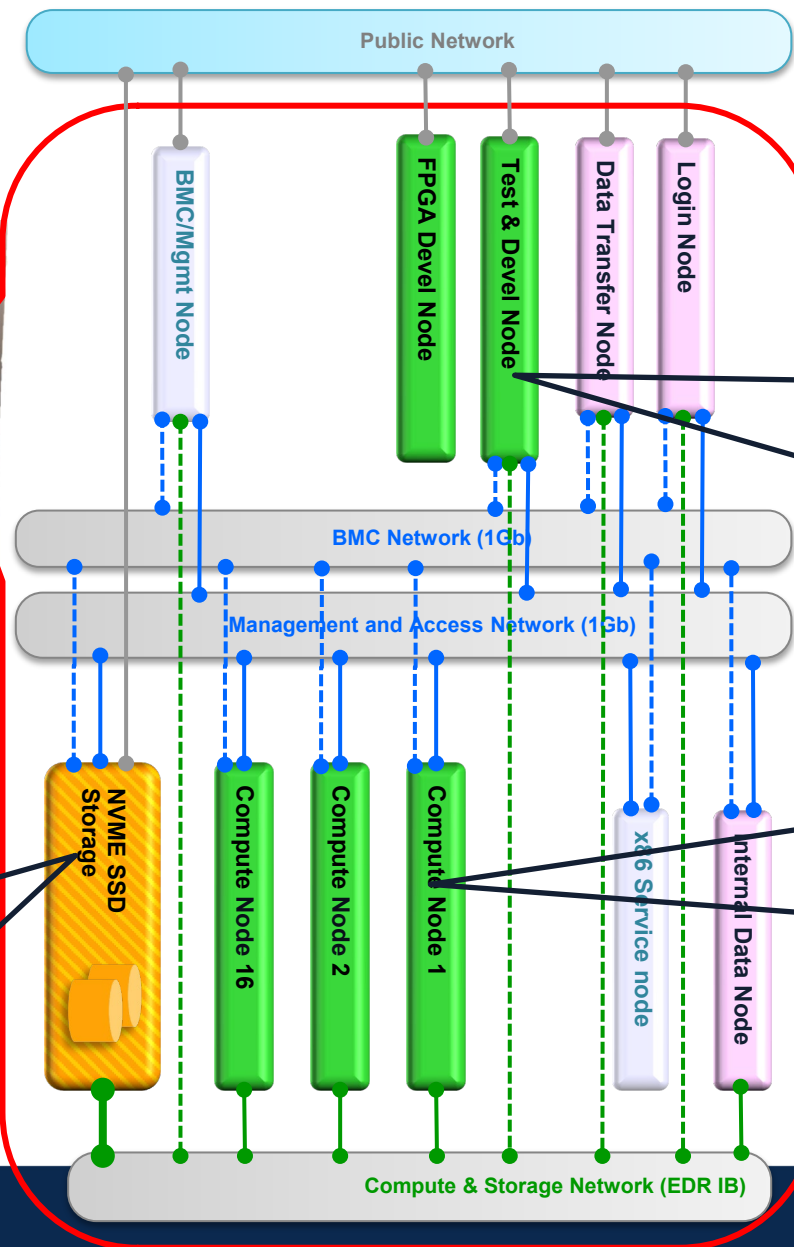 Public Network
BMC/Mgmt Node
FPGA Devel Node
Test & Devel Node
Data Transfer Node
Login Node
BMC Network (1Gb)
Management and Access Network (1Gb)
NVME SSD
Storage
Compute Node 16
Compute Node 2
Compute Node 1
x86 Service node
Internal Data Node
Compute & Storage Network (EDR IB)